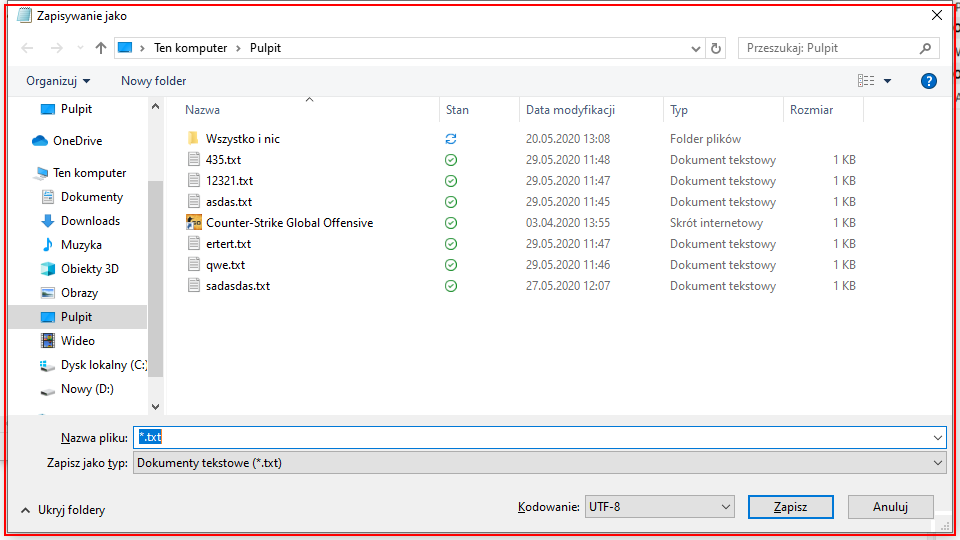 Zapisywanie jako
Ten komputer > Pulpit
Przeszukaj: Pulpit
Organizuj Nowy folder
Pulpit
OneDrive
Ten komputer
Dokumenty
Downloads
Muzyka
Obiekty 3D
Obrazy
Pulpit
Wideo
Dysk lokalny (C:)
Nowy (D:)
Nazwa Stan Data modyfikacji Typ Rozmiar
Wszystko i nic 20.05.2020 13:08 Folder plików
435.txt 29.05.2020 11:48 Dokument tekstowy 1 KB
12321.txt 29.05.2020 11:47 Dokument tekstowy 1 KB
asdas.txt 29.05.2020 11:45 Dokument tekstowy 1 KB
Counter-Strike Global Offensive 03.04.2020 13:55 Skrót internetowy 1 KB
ertert.txt 29.05.2020 11:47 Dokument tekstowy 1 KB
qwe.txt 29.05.2020 11:46 Dokument tekstowy 1 KB
sadasdas.txt 27.05.2020 12:07 Dokument tekstowy 1 KB
Nazwa pliku: *.txt
Zapisz jako typ: Dokumenty tekstowe (*.txt)
Ukryj foldery
Kodowanie: UTF-8
Zapisz
Anuluj